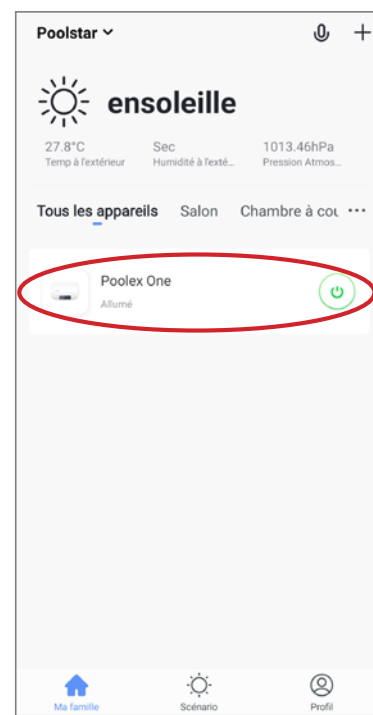 Poolstar
ensoleille
27.8°C Sec 1013.46hPa
Temp à l'extérieur Humidité à l'exté... Pression Atmos...
Tous les appareils Salon Chambre à cou ...
Poolex One
Allumé
Ma famille Scénario Profil